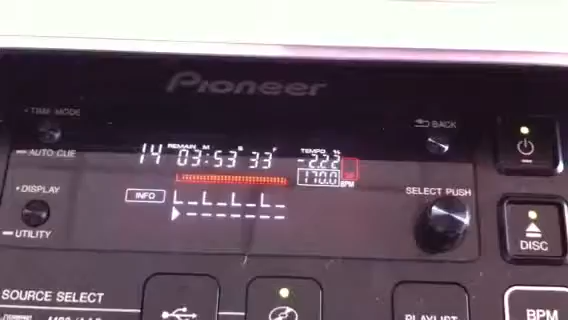 Pioneer
• TIME MODE
BACK
REMAIN M S F
TEMPO %
AUTO CUE
14 03:53 33
-2.22
170.0
BPM
• DISPLAY
INFO
SELECT PUSH
UTILITY
DISC
SOURCE SELECT
PLAYLIST
BPM